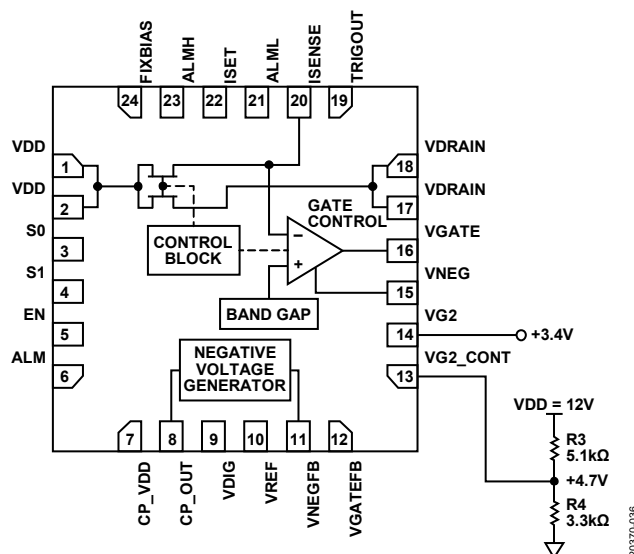 FIXBIAS
ALMH
ISET
ALML
ISENSE
TRIGOUT
24
23
22
21
20
19
VDD
1
VDD
2
S0
3
S1
4
EN
5
ALM
6
VDRAIN
18
VDRAIN
17
VGATE
16
VNEG
15
VG2
14
+3.4V
VG2_CONT
13
GATE
CONTROL
CONTROL
BLOCK
–
+
BAND GAP
NEGATIVE
VOLTAGE
GENERATOR
7
8
9
10
11
12
CP_VDD
CP_OUT
VDIG
VREF
VNEGFB
VGATEFB
VDD = 12V
R3
5.1kΩ
+4.7V
R4
3.3kΩ
20370-036